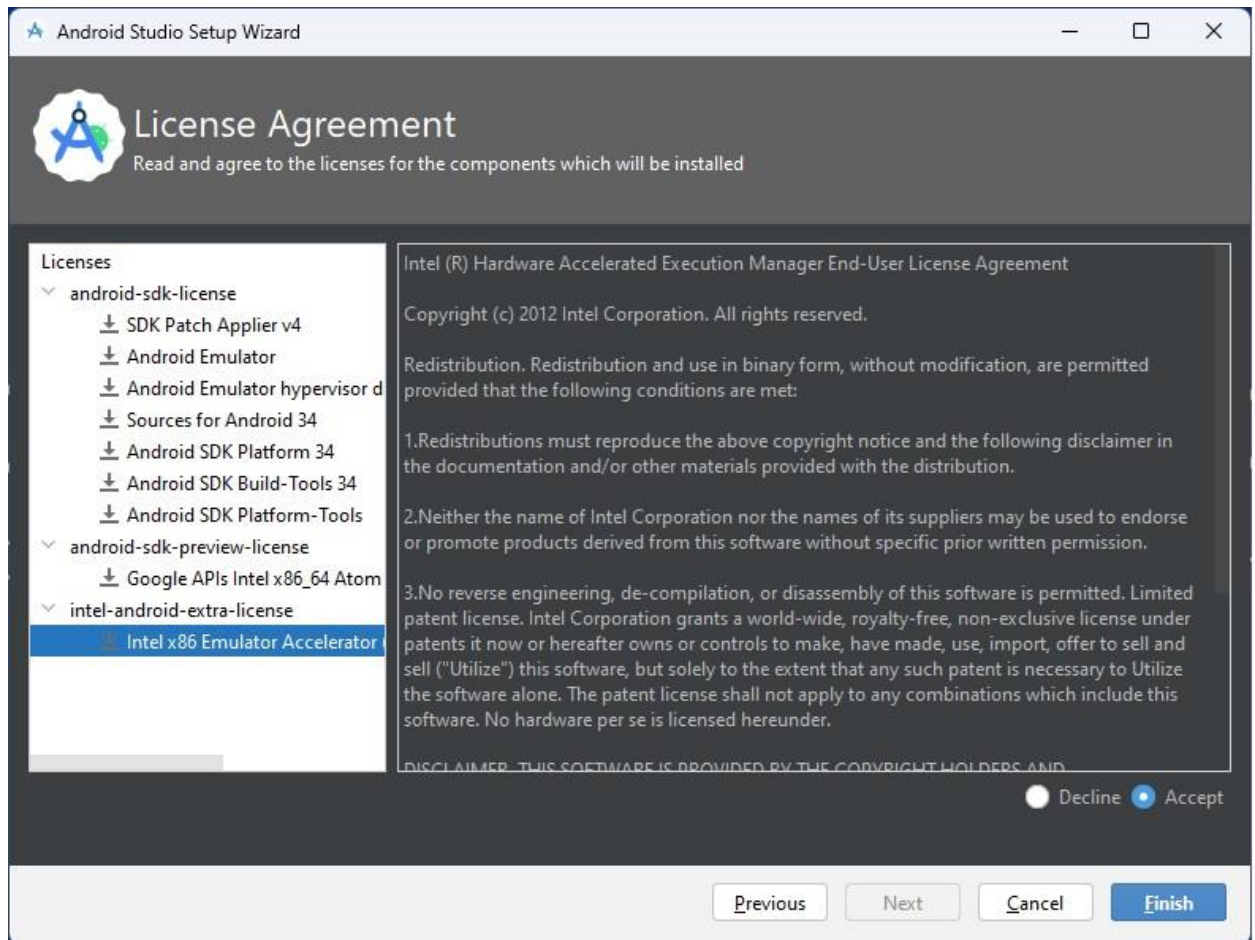 Android Studio Setup Wizard
License Agreement
Read and agree to the licenses for the components which will be installed
Licenses
android-sdk-license
SDK Patch Applier v4
Android Emulator
Android Emulator hypervisor d
Sources for Android 34
Android SDK Platform 34
Android SDK Build-Tools 34
Android SDK Platform-Tools
android-sdk-preview-license
Google APIs Intel x86_64 Atom
intel-android-extra-license
Intel x86 Emulator Accelerator (
Intel (R) Hardware Accelerated Execution Manager End-User License Agreement
Copyright (c) 2012 Intel Corporation. All rights reserved.
Redistribution. Redistribution and use in binary form, without modification, are permitted
provided that the following conditions are met:
1.Redistributions must reproduce the above copyright notice and the following disclaimer in
the documentation and/or other materials provided with the distribution.
2.Neither the name of Intel Corporation nor the names of its suppliers may be used to endorse
or promote products derived from this software without specific prior written permission.
3.No reverse engineering, de-compilation, or disassembly of this software is permitted. Limited
patent license. Intel Corporation grants a world-wide, royalty-free, non-exclusive license under
patents it now or hereafter owns or controls to make, have made, use, import, offer to sell and
sell ("Utilize") this software, but solely to the extent that any such patent is necessary to Utilize
the software alone. The patent license shall not apply to any combinations which include this
software. No hardware per se is licensed hereunder.
DISCLAIMER. THIS SOFTWARE IS PROVIDED BY THE COPYRIGHT HOLDERS AND
Decline Accept
Previous Next Cancel Finish